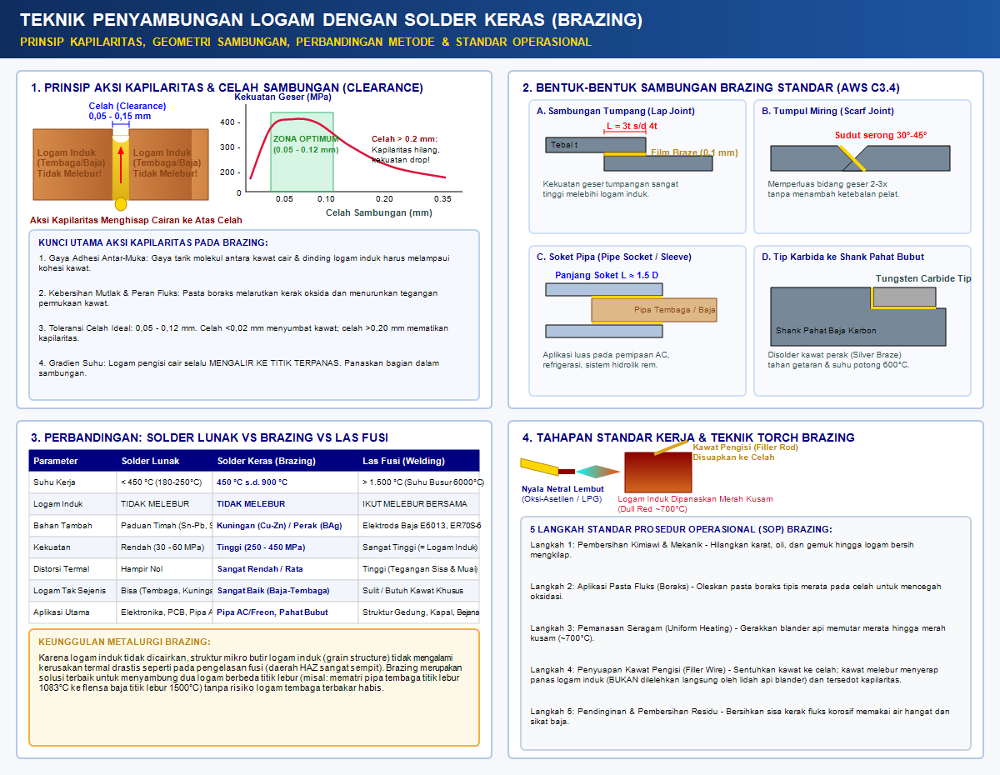 TEKNIK PENYAMBUNGAN LOGAM DENGAN SOLDER KERAS (BRAZING)
PRINSIP KAPILARITAS, GEOMETRI SAMBUNGAN, PERBANDINGAN METODE & STANDAR OPERASIONAL
1. PRINSIP AKSI KAPILARITAS & CELAH SAMBUNGAN (CLEARANCE)
Celah (Clearance)
0,05 - 0,15 mm
Logam Induk
(Tembaga/Baja)
Tidak Melebur!
Logam Induk
(Tembaga/Baja)
Tidak Melebur!
Aksi Kapilaritas Menghisap Cairan ke Atas Celah
Kekuatan Geser (MPa)
400 -
300 -
200 -
0
ZONA OPTIMUM
(0.05 - 0.12 mm)
Celah > 0.2 mm:
Kapilaritas hilang,
kekuatan drop!
0.05 0.10 0.20 0.35
Celah Sambungan (mm)
KUNCI UTAMA AKSI KAPILARITAS PADA BRAZING:
1. Gaya Adhesi Antar-Muka: Gaya tarik molekul antara kawat cair & dinding logam induk harus melampaui
kohesi kawat.
2. Kebersihan Mutlak & Peran Fluks: Pasta boraks melarutkan kerak oksida dan menurunkan tegangan
permukaan kawat.
3. Toleransi Celah Ideal: 0,05 - 0,12 mm. Celah <0,02 mm menyumbat kawat; celah >0,20 mm mematikan
kapilaritas.
4. Gradien Suhu: Logam pengisi cair selalu MENGALIR KE TITIK TERPANAS. Panaskan bagian dalam
sambungan.
2. BENTUK-BENTUK SAMBUNGAN BRAZING STANDAR (AWS C3.4)
A. Sambungan Tumpang (Lap Joint)
L = 3t s/d 4t
Tebal t
Film Braze (0.1 mm)
Kekuatan geser tumpangan sangat
tinggi melebihi logam induk.
B. Tumpul Miring (Scarf Joint)
Sudut serong 30°-45°
Memperluas bidang geser 2-3x
tanpa menambah ketebalan pelat.
C. Soket Pipa (Pipe Socket / Sleeve)
Panjang Soket L ≈ 1.5 D
Pipa Tembaga / Baja
Aplikasi luas pada pemipaan AC,
refrigerasi, sistem hidrolik rem.
D. Tip Karbida ke Shank Pahat Bubut
Tungsten Carbide Tip
Shank Pahat Baja Karbon
Disolder kawat perak (Silver Braze)
tahan getaran & suhu potong 600°C.
3. PERBANDINGAN: SOLDER LUNAK VS BRAZING VS LAS FUSI
Parameter Solder Lunak Solder Keras (Brazing) Las Fusi (Welding)
Suhu Kerja < 450 °C (180-250°C) 450 °C s.d. 900 °C > 1.500 °C (Suhu Busur 6000°C)
Logam Induk TIDAK MELEBUR TIDAK MELEBUR IKUT MELEBUR BERSAMA
Bahan Tambah Paduan Timah (Sn-Pb, Kuningan (Cu-Zn) / Perak (BAg) Elektroda Baja E6013, ER70S-6
Kekuatan Rendah (30 - 60 MPa) Tinggi (250 - 450 MPa) Sangat Tinggi (= Logam Induk)
Distorsi Termal Hampir Nol Sangat Rendah / Rata Tinggi (Tegangan Sisa & Muai)
Logam Tak Sejenis Bisa (Tembaga, Sangat Baik (Baja-Tembaga) Sulit / Butuh Kawat Khusus
Aplikasi Utama Elektronika, PCB, Pipa Pipa AC/Freon, Pahat Bubut Struktur Gedung, Kapal, Bejana
KEUNGGULAN METALURGI BRAZING:
Karena logam induk tidak dicairkan, struktur mikro butir logam induk (grain structure) tidak mengalami
kerusakan termal drastis seperti pada pengelasan fusi (daerah HAZ sangat sempit). Brazing merupakan
solusi terbaik untuk menyambung dua logam berbeda titik lebur (misal: mematri pipa tembaga titik lebur
1083°C ke flensa baja titik lebur 1500°C) tanpa risiko logam tembaga terbakar habis.
4. TAHAPAN STANDAR KERJA & TEKNIK TORCH BRAZING
Kawat Pengisi (Filler Rod)
Disuapkan ke Celah
Nyala Netral Lembut
(Oksi-Asetilen / LPG)
Logam Induk Dipanaskan Merah Kusam
(Dull Red ~700°C)
5 LANGKAH STANDAR PROSEDUR OPERASIONAL (SOP) BRAZING:
Langkah 1: Pembersihan Kimiawi & Mekanik - Hilangkan karat, oli, dan gemuk hingga logam bersih
mengkilap.
Langkah 2: Aplikasi Pasta Fluks (Boraks) - Oleskan pasta boraks tipis merata pada celah untuk mencegah
oksidasi.
Langkah 3: Pemanasan Seragam (Uniform Heating) - Gerakkan blander api memutar merata hingga merah
kusam (~700°C).
Langkah 4: Penyuapan Kawat Pengisi (Filler Wire) - Sentuhkan kawat ke celah; kawat melebur menyerap
panas logam induk (BUKAN dilelehkan langsung oleh lidah api blander) dan tersedot kapilaritas.
Langkah 5: Pendinginan & Pembersihan Residu - Bersihkan sisa kerak fluks korosif memakai air hangat dan
sikat baja.